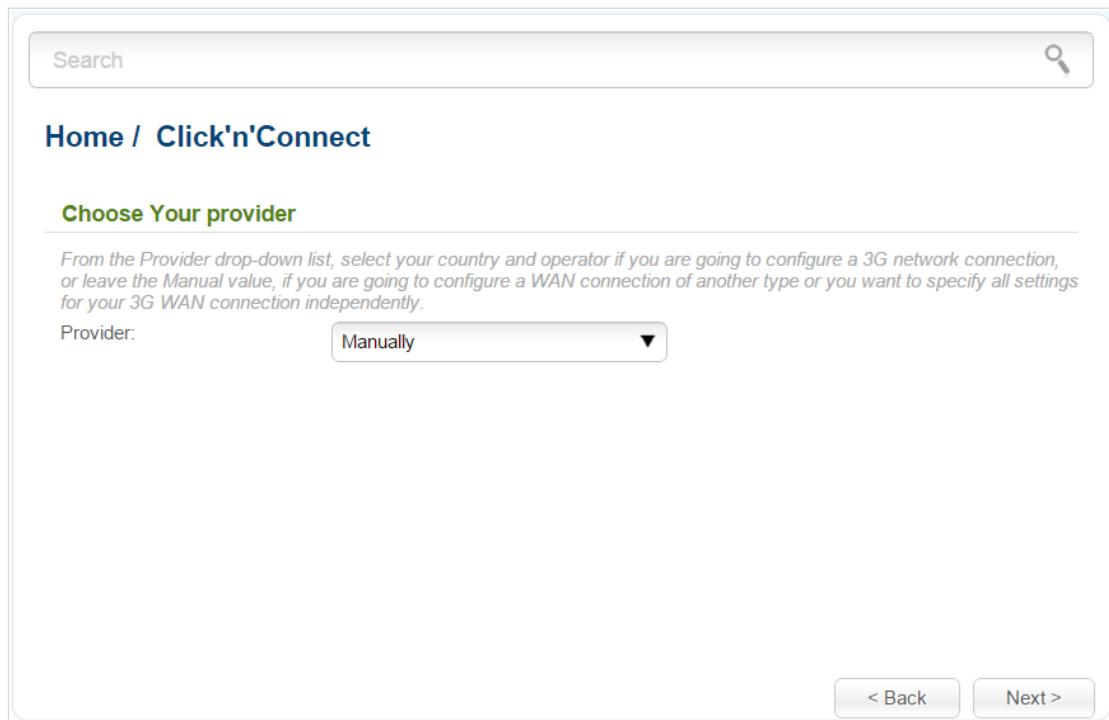 Search
Home / Click'n'Connect
Choose Your provider
From the Provider drop-down list, select your country and operator if you are going to configure a 3G network connection,
or leave the Manual value, if you are going to configure a WAN connection of another type or you want to specify all settings
for your 3G WAN connection independently.
Provider:
Manually
< Back
Next >